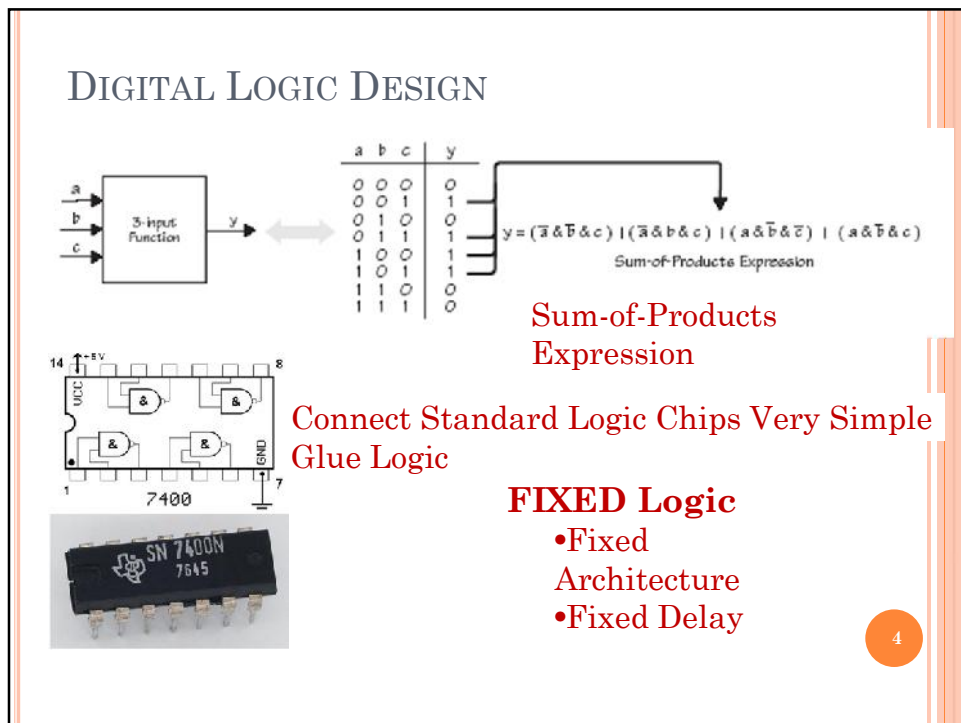 DIGITAL LOGIC DESIGN
a b c y
0 0 0 0
0 0 1 1
0 1 0 0
0 1 1 1
1 0 0 1
1 0 1 1
1 1 0 0
1 1 1 0
a
b
c
3-input
Function
y
y = (a̅ & b̅ & c) | (a̅ & b & c) | (a & b̅ & c̅) | (a & b̅ & c)
Sum-of-Products Expression
Sum-of-Products
Expression
14 +5V 8
VCC
& &
& &
GND
1 7
7400
Connect Standard Logic Chips Very Simple
Glue Logic
FIXED Logic
•Fixed
Architecture
•Fixed Delay
SN 7400N
7645
4